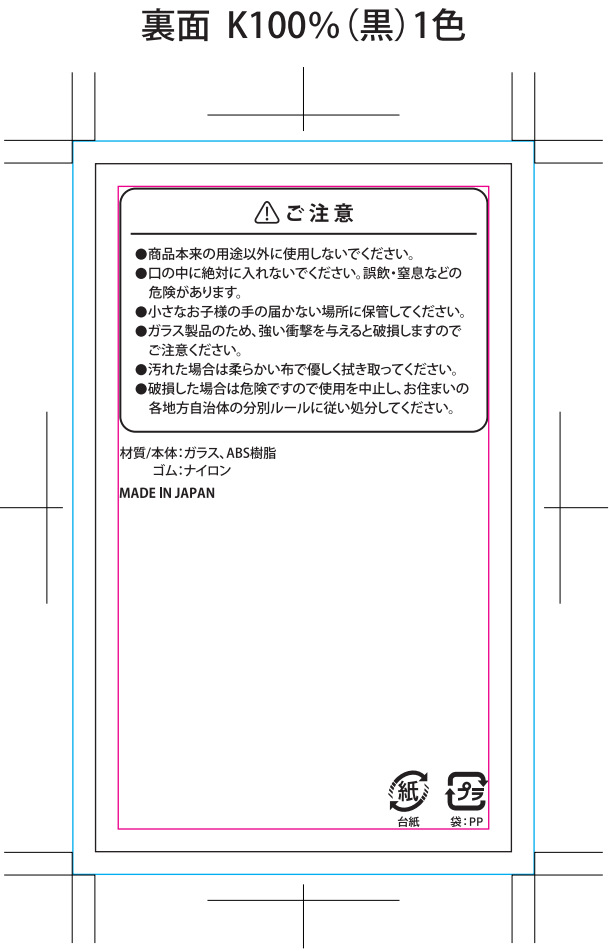 裏面 K100％（黒）1色
ご注意
●商品本来の用途以外に使用しないでください。
●口の中に絶対に入れないでください。誤飲・窒息などの
危険があります。
●小さなお子様の手の届かない場所に保管してください。
●ガラス製品のため、強い衝撃を与えると破損しますので
ご注意ください。
●汚れた場合は柔らかい布で優しく拭き取ってください。
●破損した場合は危険ですので使用を中止し、お住まいの
各地方自治体の分別ルールに従い処分してください。
材質/本体：ガラス、ABS樹脂
ゴム：ナイロン
MADE IN JAPAN
紙 プラ
台紙 袋：PP